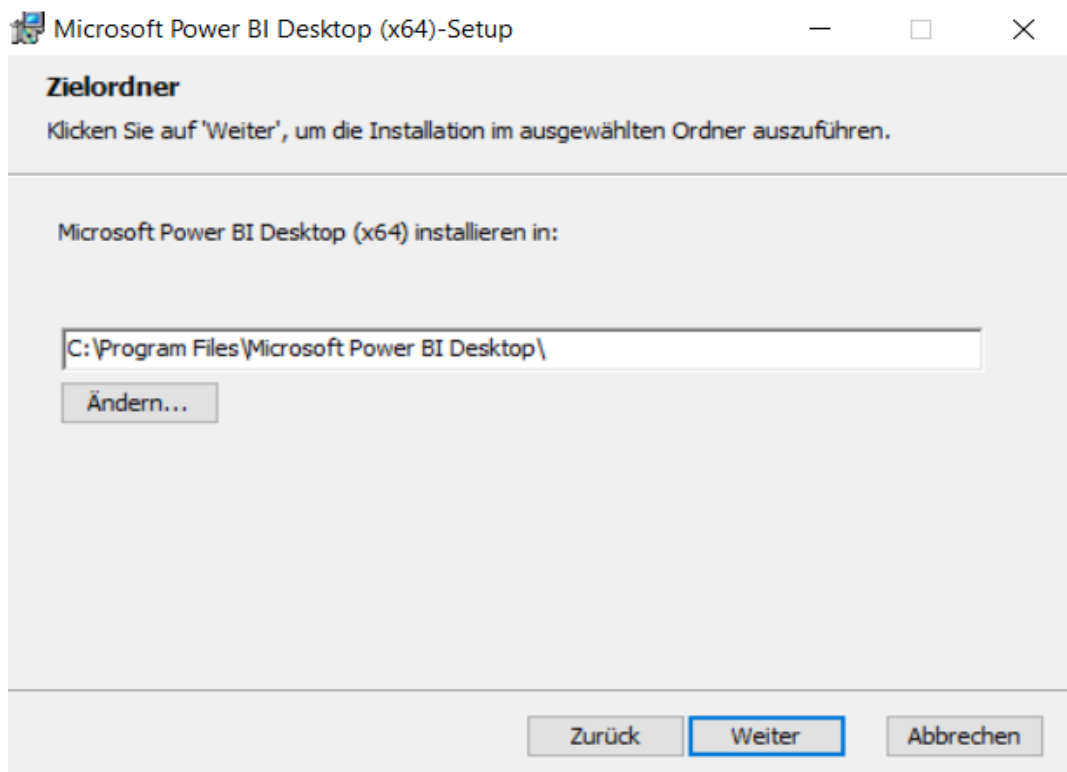 Microsoft Power BI Desktop (x64)-Setup
Zielordner
Klicken Sie auf 'Weiter', um die Installation im ausgewählten Ordner auszuführen.
Microsoft Power BI Desktop (x64) installieren in:
C:\Program Files\Microsoft Power BI Desktop\
Ändern...
Zurück
Weiter
Abbrechen